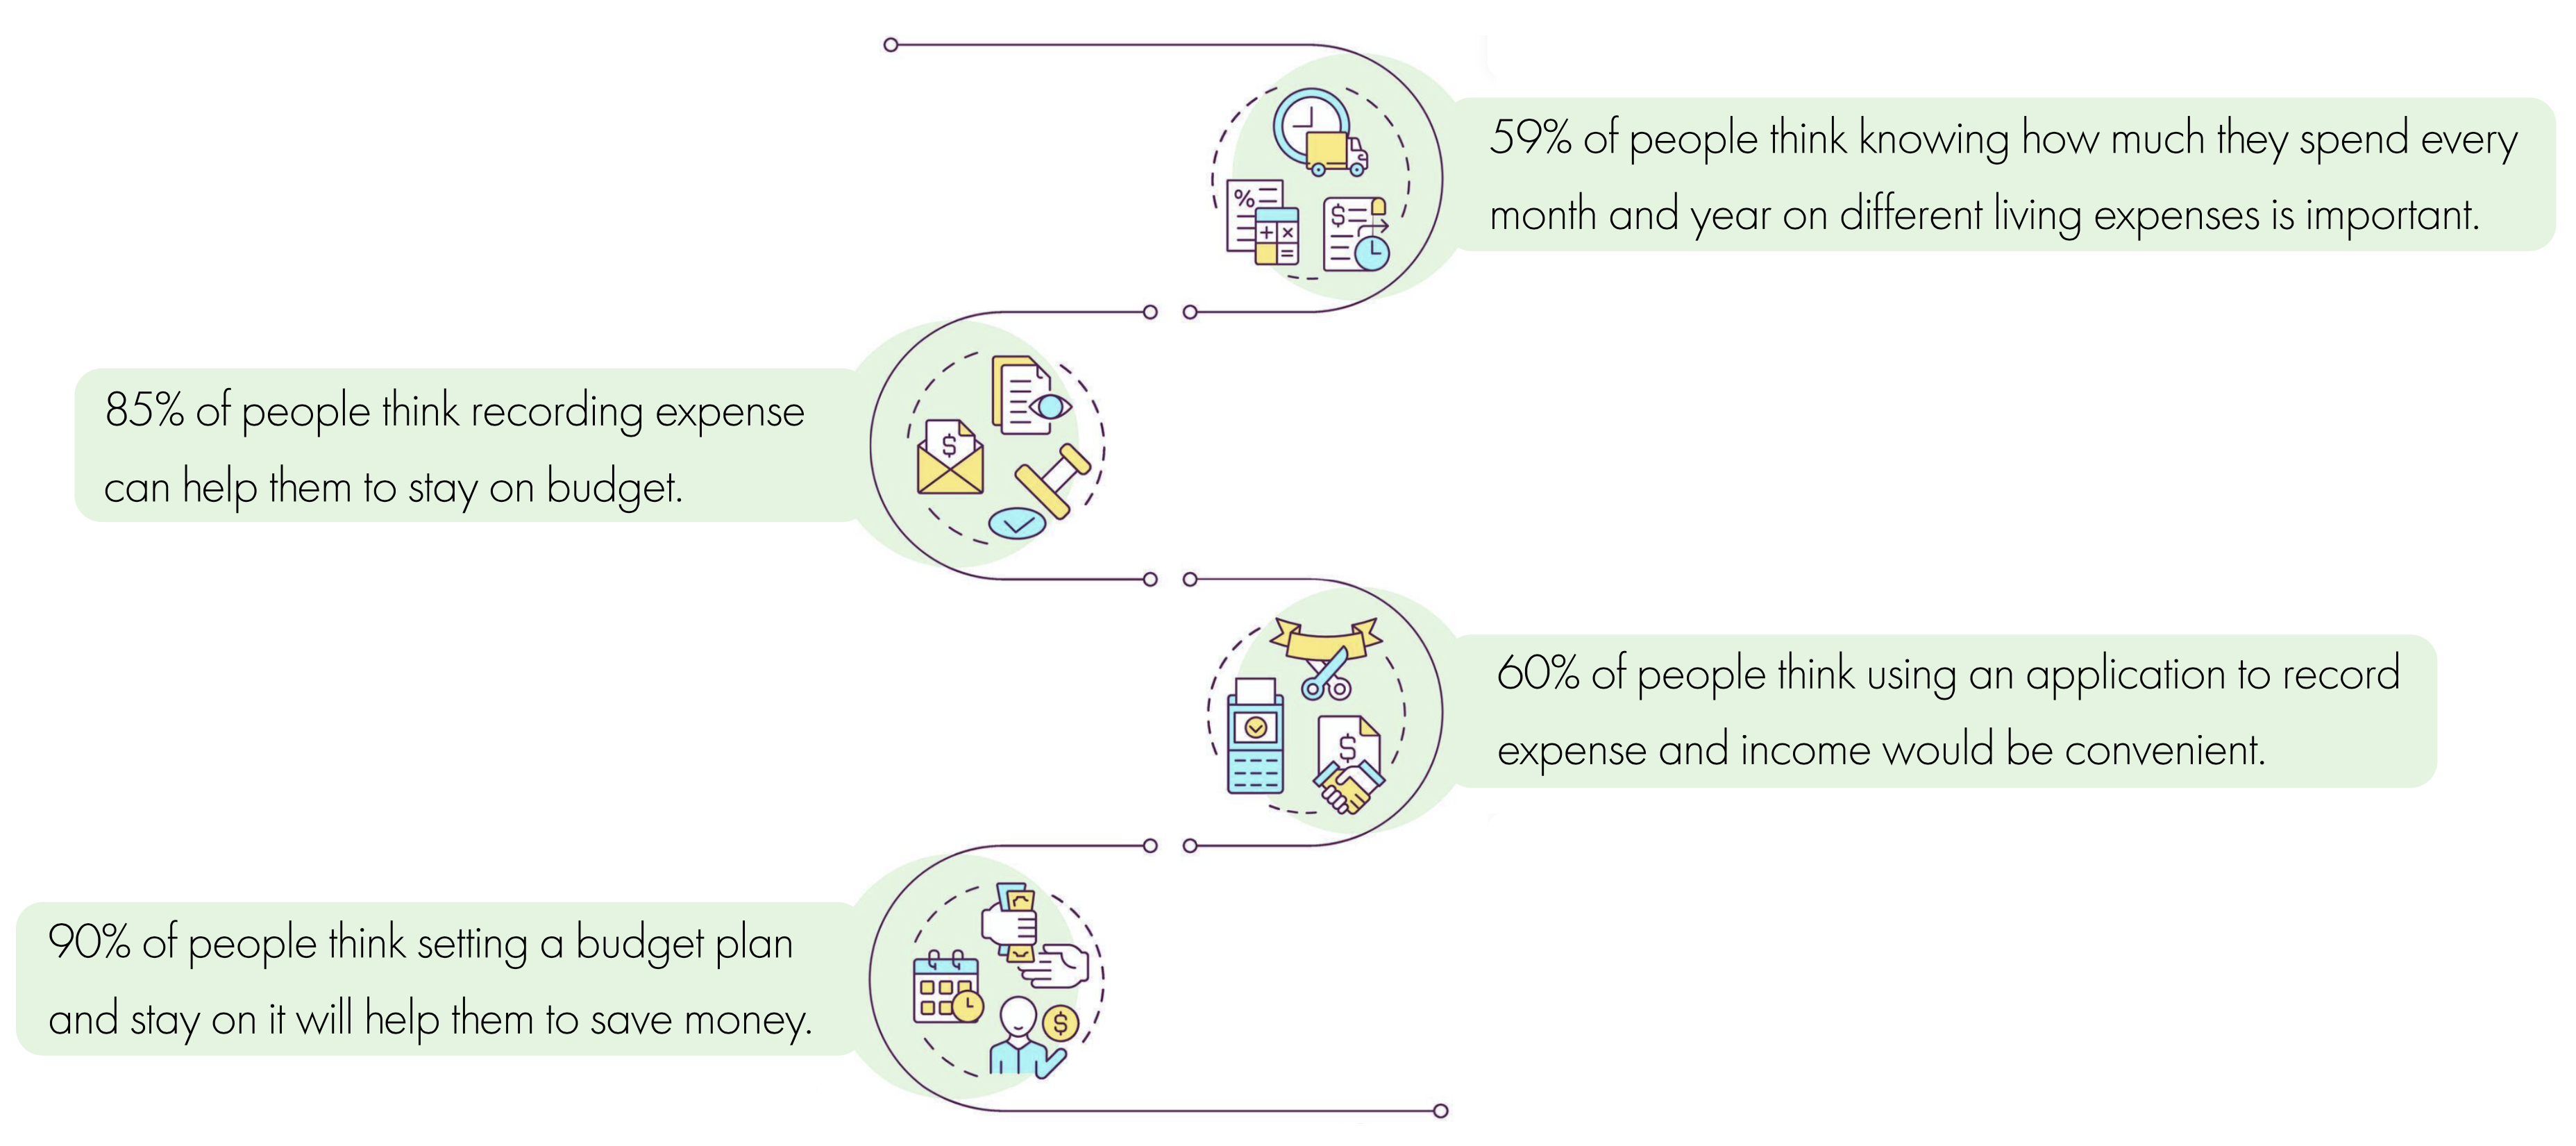 59% of people think knowing how much they spend every
month and year on different living expenses is important.
85% of people think recording expense
can help them to stay on budget.
60% of people think using an application to record
expense and income would be convenient.
90% of people think setting a budget plan
and stay on it will help them to save money.